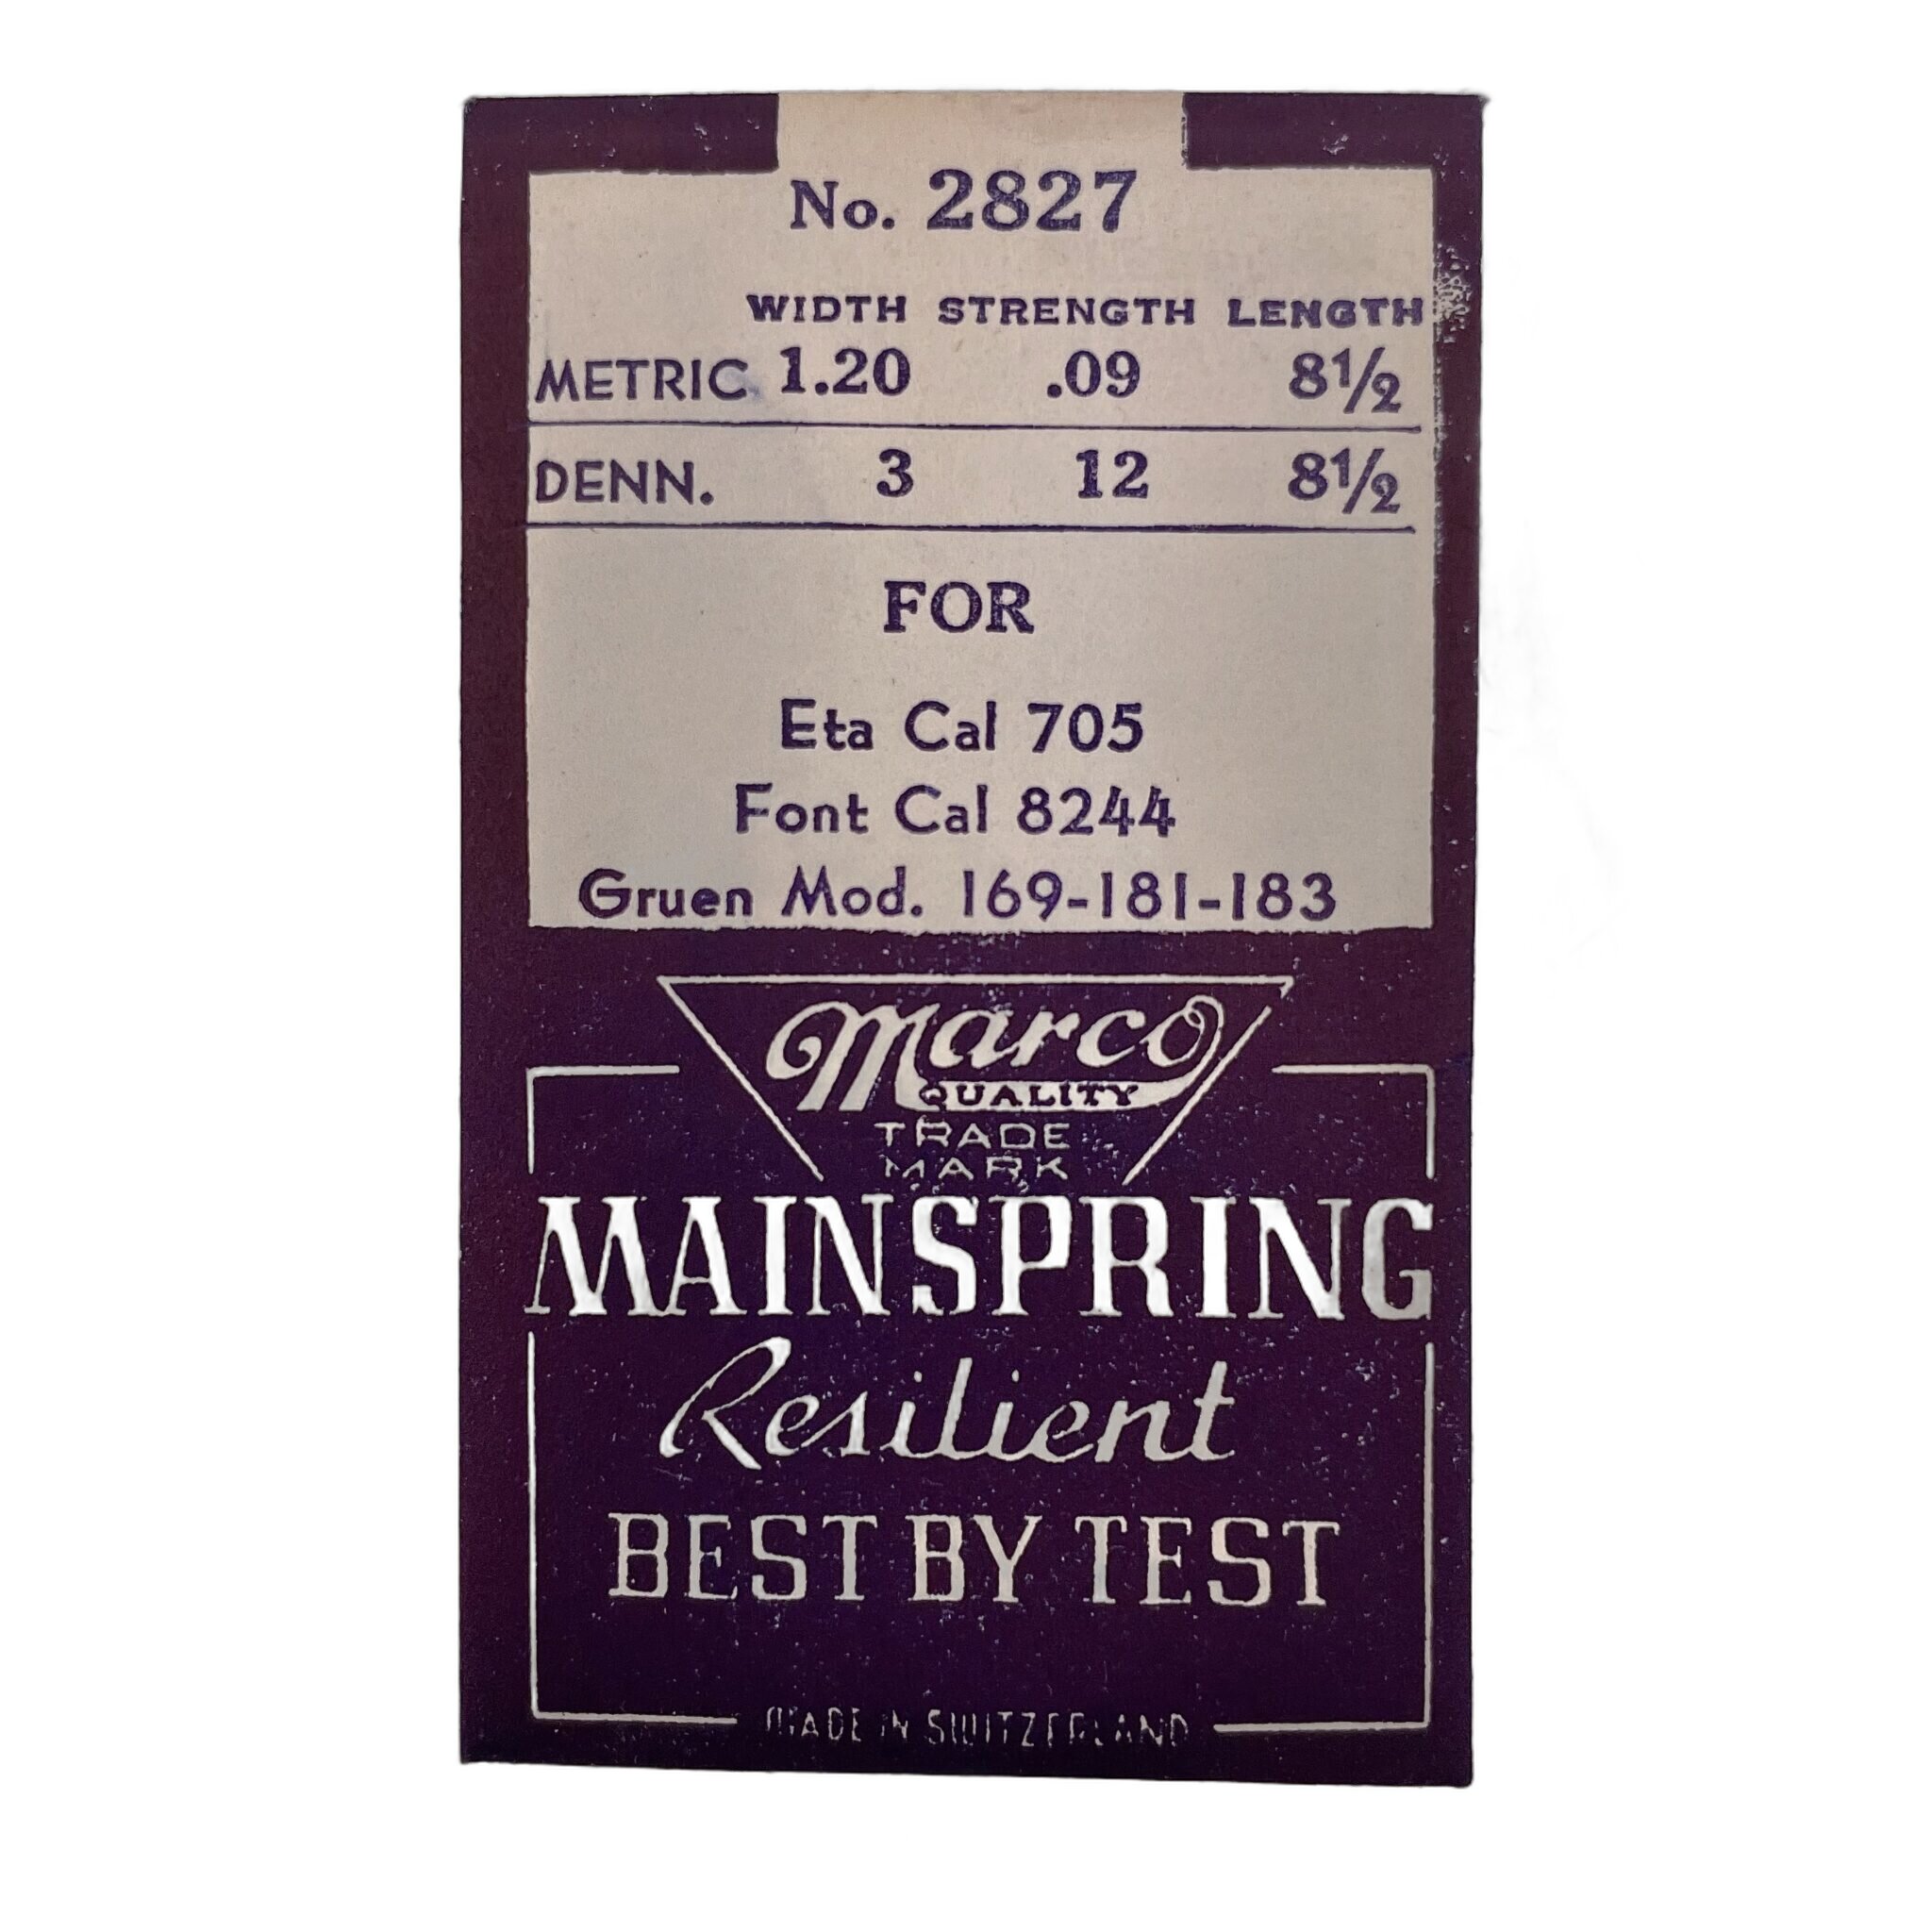 No. 2827
WIDTH STRENGTH LENGTH
METRIC 1.20 .09 8½
DENN. 3 12 8½
FOR
Eta Cal 705
Font Cal 8244
Gruen Mod. 169-181-183
Marco
QUALITY
TRADE
MARK
MAINSPRING
Resilient
BEST BY TEST
MADE IN SWITZERLAND